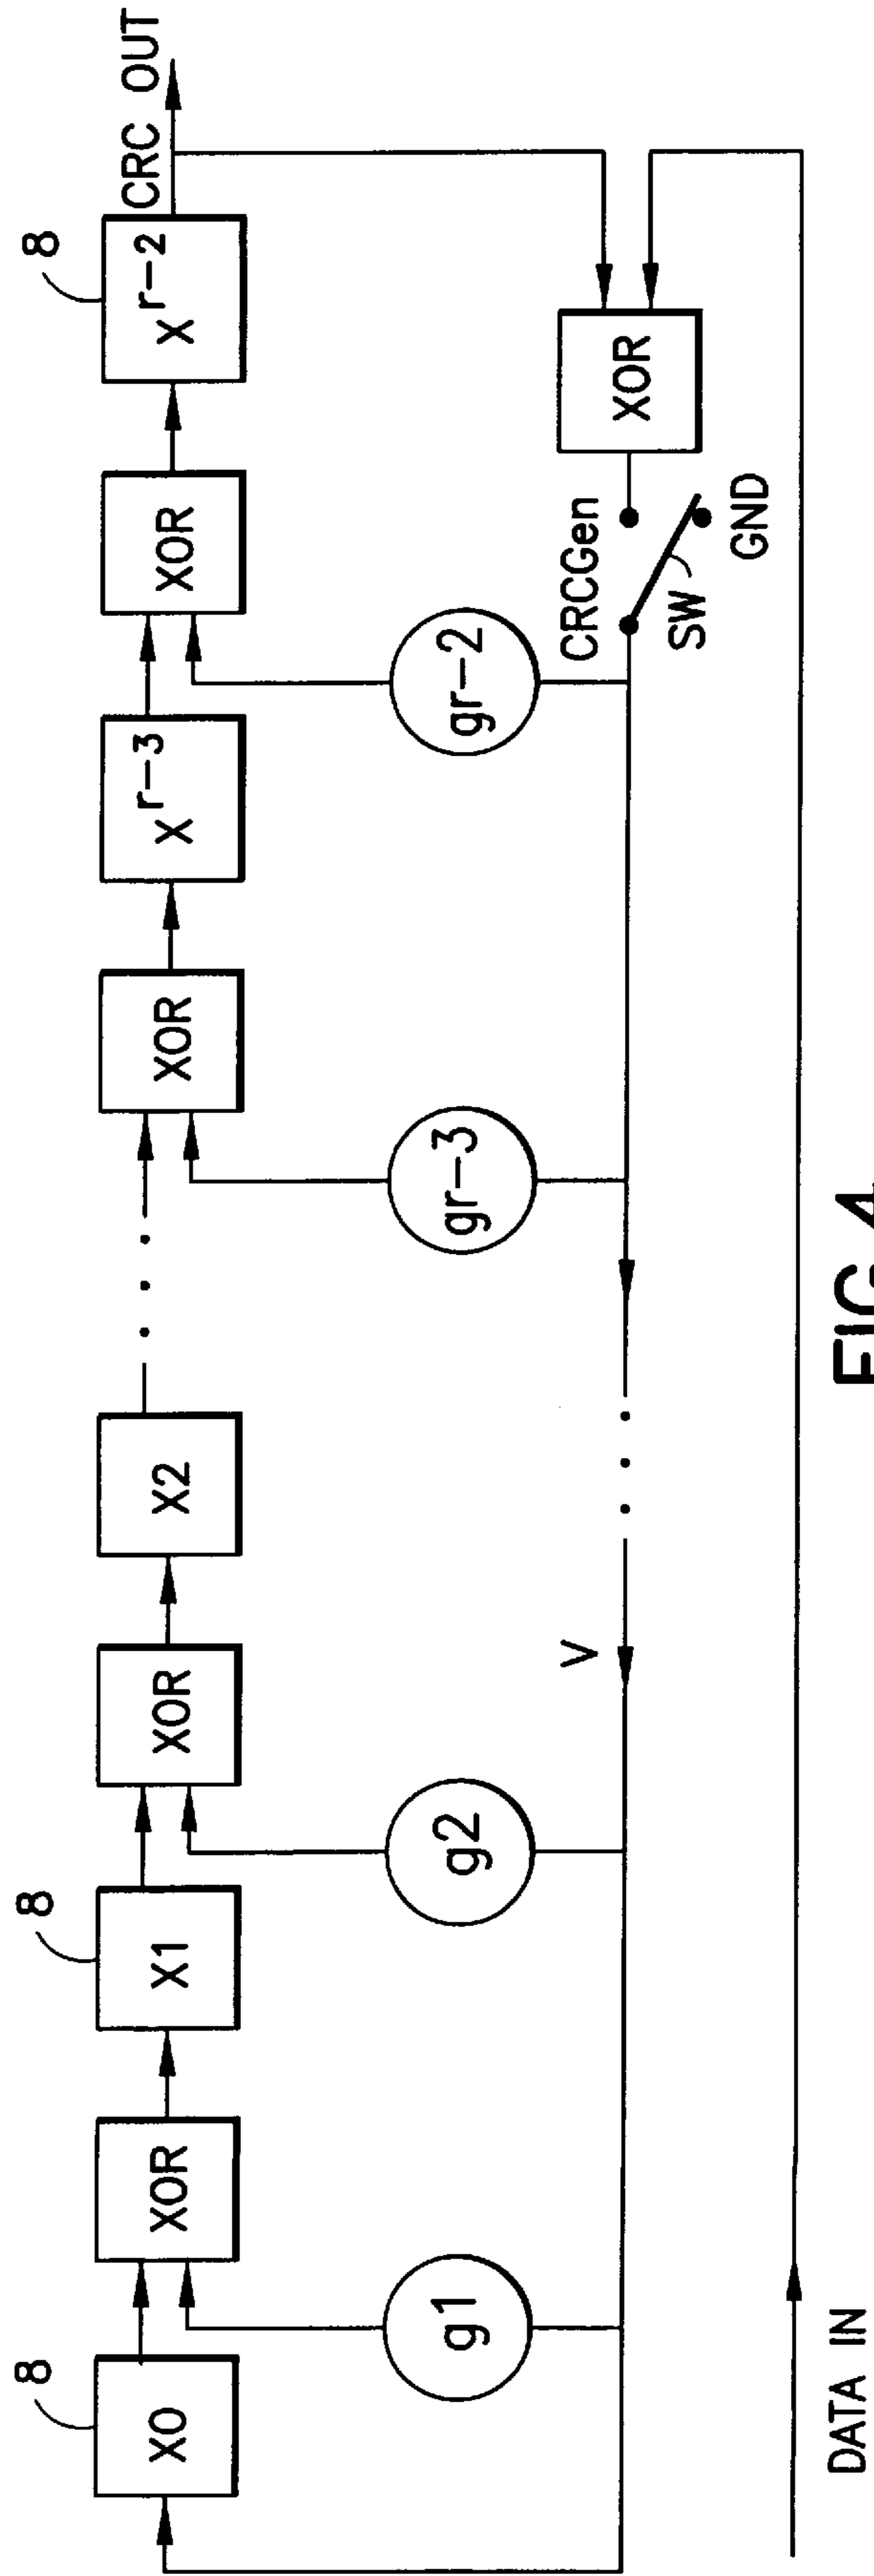 8 8 8
X0 XOR X1 XOR X2 XOR X^r-3 XOR X^r-2 CRC OUT
g1 g2 gr-3 gr-2
V CRCGen XOR
SW
GND
DATA IN
FIG.4